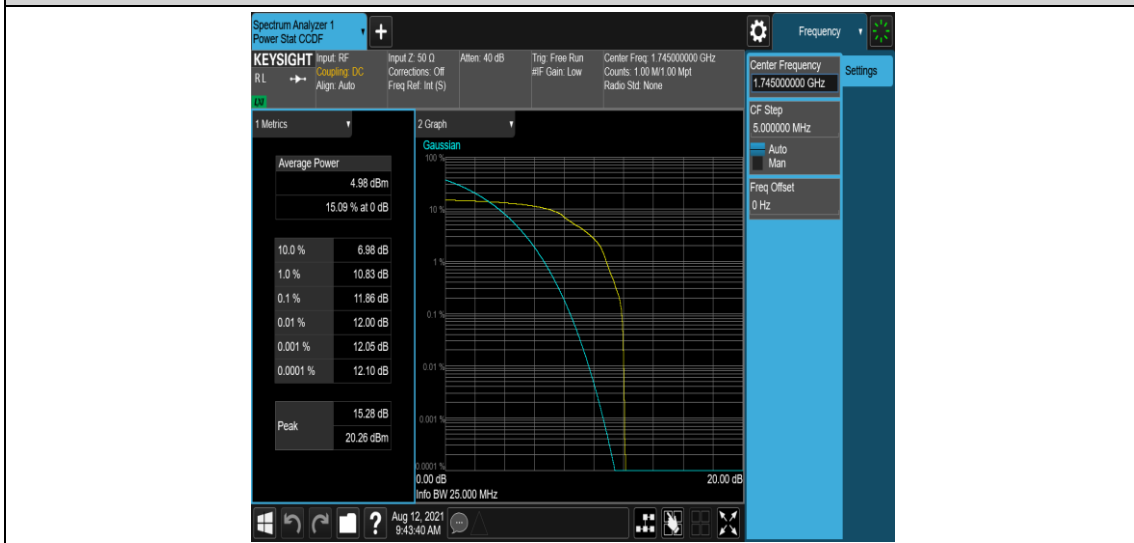 Spectrum Analyzer 1
Power Stat CCDF
+
Frequency
KEYSIGHT
RL
LXI
Input: RF
Coupling: DC
Align: Auto
Input Z: 50 Ω
Corrections: Off
Freq Ref: Int (S)
Atten: 40 dB
Trig: Free Run
#IF Gain: Low
Center Freq: 1.745000000 GHz
Counts: 1.00 M/1.00 Mpt
Radio Std: None
Center Frequency
1.745000000 GHz
Settings
CF Step
5.000000 MHz
Auto
Man
Freq Offset
0 Hz
1 Metrics
Average Power
4.98 dBm
15.09 % at 0 dB
10.0 % 6.98 dB
1.0 % 10.83 dB
0.1 % 11.86 dB
0.01 % 12.00 dB
0.001 % 12.05 dB
0.0001 % 12.10 dB
Peak
15.28 dB
20.26 dBm
2 Graph
Gaussian
100 %
10 %
1 %
0.1 %
0.01 %
0.001 %
0.0001 %
0.00 dB 20.00 dB
Info BW 25.000 MHz
?
Aug 12, 2021
9:43:40 AM